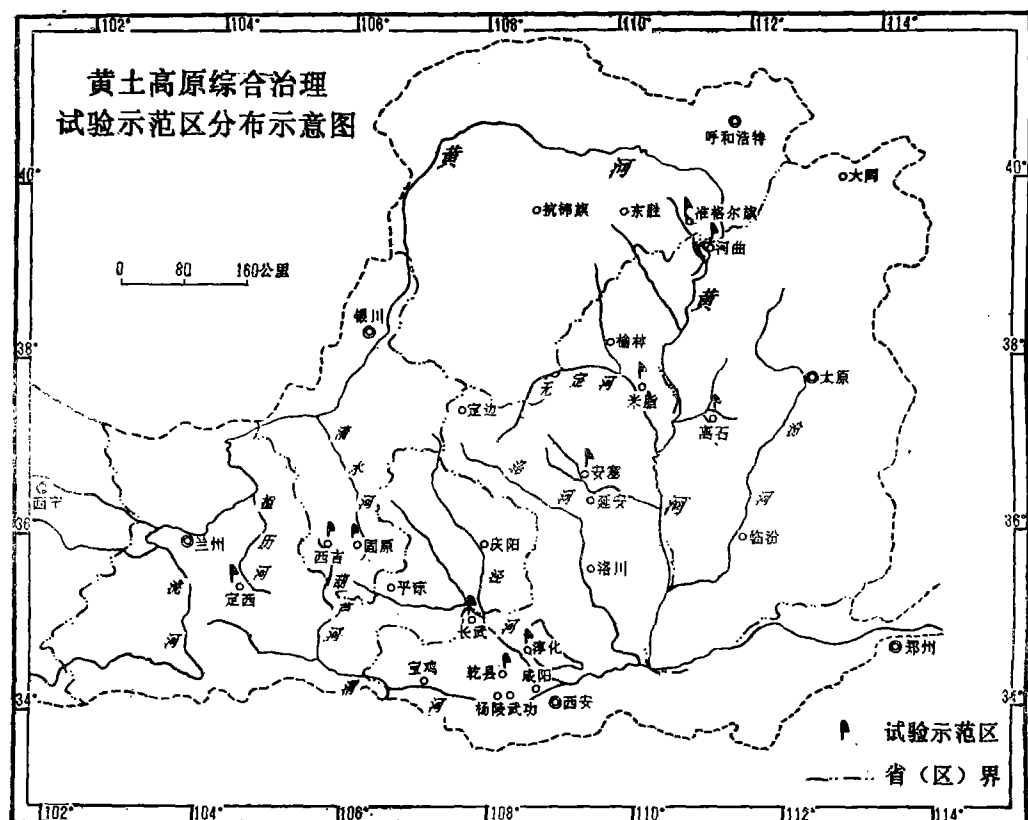 102° 104 106° 108° 110° 112° 114°
黄土高原综合治理
试验示范区分布示意图
呼和浩特
黄河
40° 40°
大同
杭锦旗 东胜 准格尔旗
河曲
0 80 160公里
黄
银川
榆林
38° 38°
太原
无定河
米脂
定边
离石
汾
清水河
安塞
洛
西宁
延安
河
河
河
36° 36°
祖厉河
兰州
西吉 固原
庆阳
临汾
洛川
定西
平凉
泾
洮河
葫芦河
长武
河
淳化
郑州
宝鸡
乾县
咸阳
渭河
杨陵武功
西安
34° 34°
试验示范区
省（区）界
102° 104 106° 108° 110 112° 114°